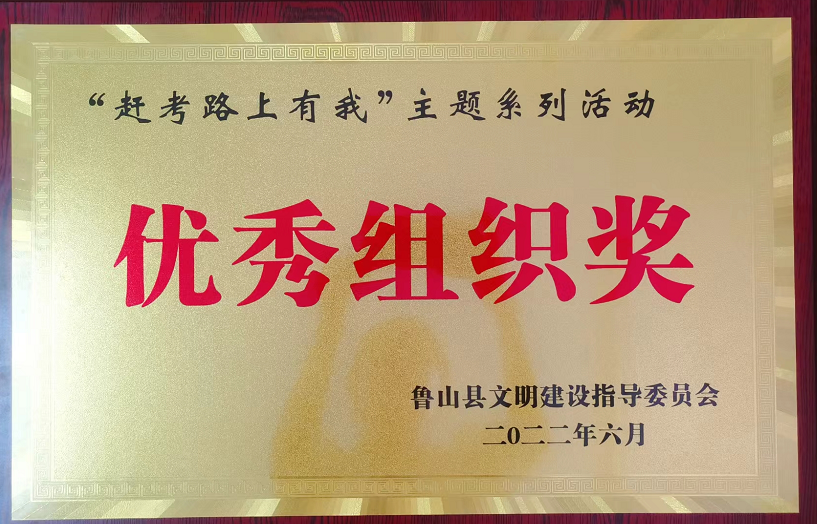 “赶考路上有我”主题系列活动
优秀组织奖
鲁山县文明建设指导委员会
二0二二年六月